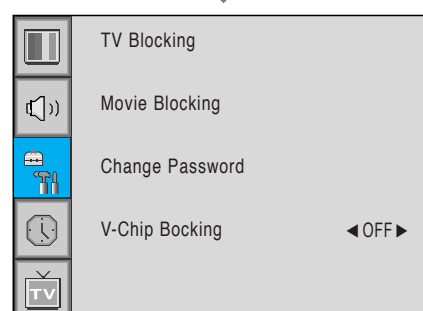 TV Blocking
Movie Blocking
Change Password
V-Chip Bocking ◀OFF▶
TV